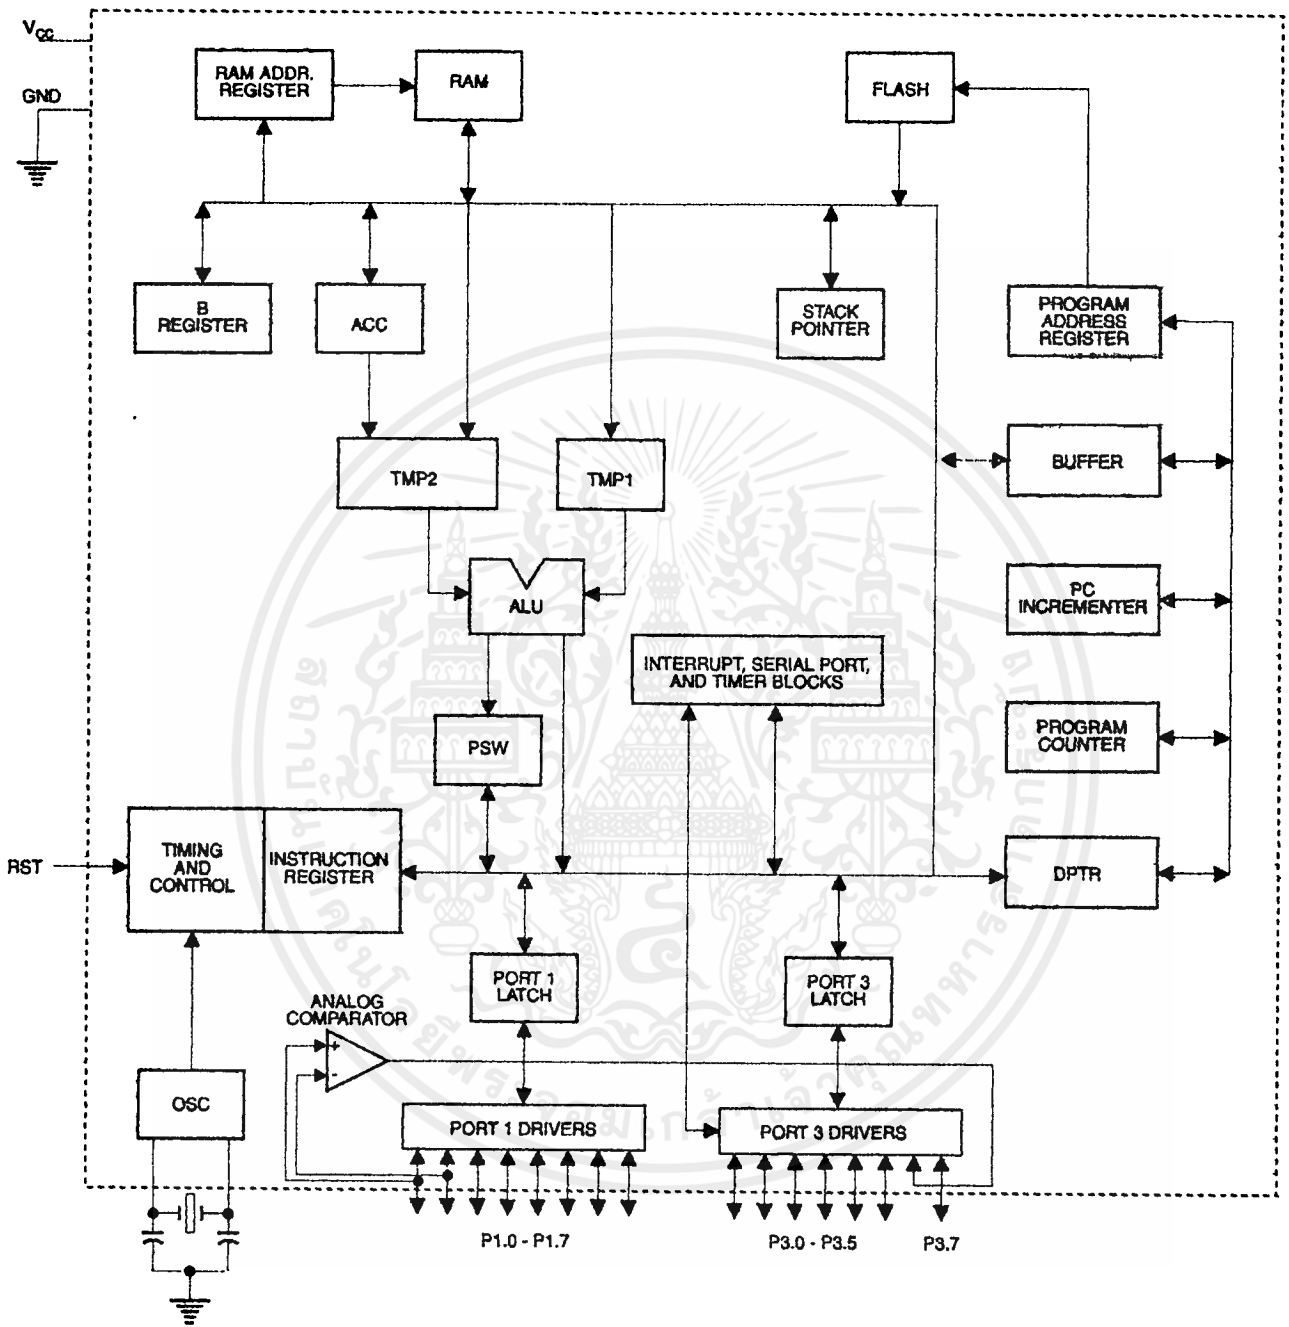 VCC
GND
RAM ADDR.
REGISTER
RAM
FLASH
B
REGISTER
ACC
STACK
POINTER
PROGRAM
ADDRESS
REGISTER
TMP2
TMP1
BUFFER
ALU
PC
INCREMENTER
INTERRUPT, SERIAL PORT,
AND TIMER BLOCKS
PSW
PROGRAM
COUNTER
RST
TIMING
AND
CONTROL
INSTRUCTION
REGISTER
DPTR
PORT 1
LATCH
PORT 3
LATCH
ANALOG
COMPARATOR
+
-
OSC
PORT 1 DRIVERS
PORT 3 DRIVERS
P1.0 - P1.7
P3.0 - P3.5
P3.7